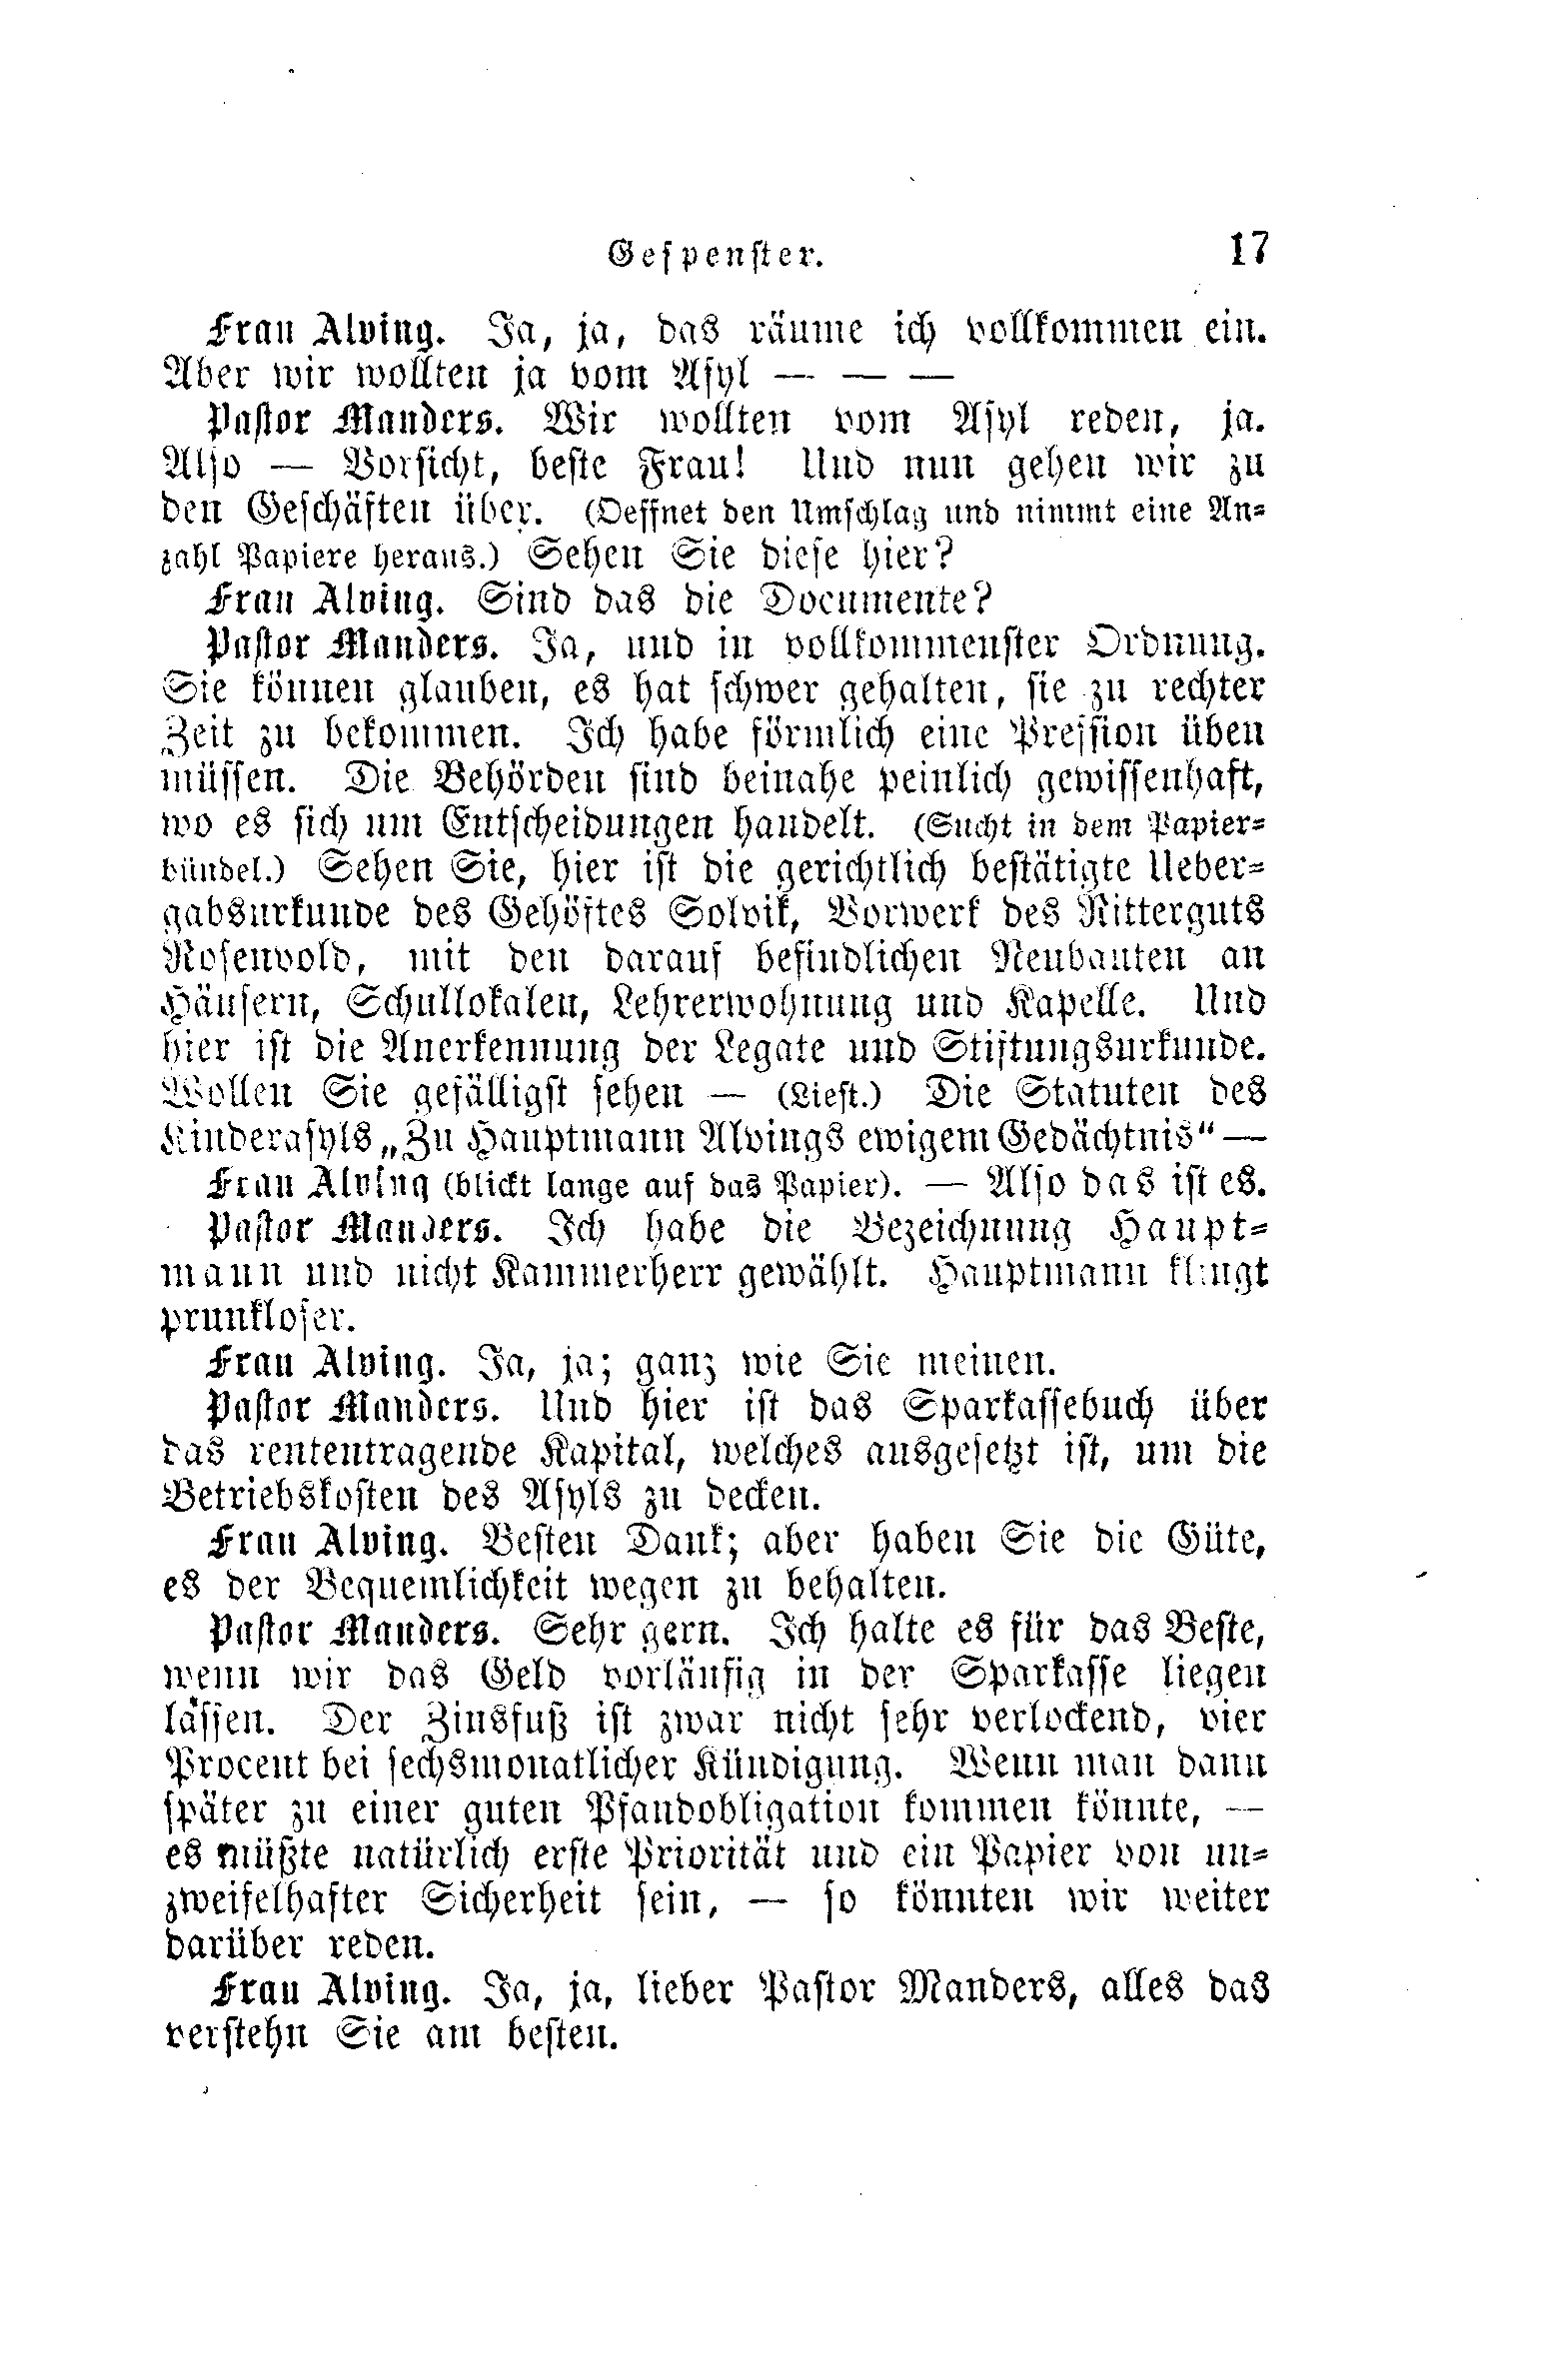 Gespenster. 17
Frau Alving. Ja, ja, das räume ich vollkommen ein.
Aber wir wollten ja vom Asyl — — —
Pastor Manders. Wir wollten vom Asyl reden, ja.
Also — Vorsicht, beste Frau! Und nun gehen wir zu
den Geschäften über. (Oeffnet den Umschlag und nimmt eine An-
zahl Papiere heraus.) Sehen Sie diese hier?
Frau Alving. Sind das die Documente?
Pastor Manders. Ja, und in vollkommenster Ordnung.
Sie können glauben, es hat schwer gehalten, sie zu rechter
Zeit zu bekommen. Ich habe förmlich eine Pression üben
müssen. Die Behörden sind beinahe peinlich gewissenhaft,
wo es sich um Entscheidungen handelt. (Sucht in dem Papier-
bündel.) Sehen Sie, hier ist die gerichtlich bestätigte Ueber-
gabsurkunde des Gehöftes Solvik, Vorwerk des Ritterguts
Rosenvold, mit den darauf befindlichen Neubauten an
Häusern, Schullokalen, Lehrerwohnung und Kapelle. Und
hier ist die Anerkennung der Legate und Stiftungsurkunde.
Wollen Sie gefälligst sehen — (Liest.) Die Statuten des
Kinderasyls „Zu Hauptmann Alvings ewigem Gedächtnis“ —
Frau Alving (blickt lange auf das Papier). — Also das ist es.
Pastor Manders. Ich habe die Bezeichnung Haupt-
mann und nicht Kammerherr gewählt. Hauptmann klingt
prunkloser.
Frau Alving. Ja, ja; ganz wie Sie meinen.
Pastor Manders. Und hier ist das Sparkassebuch über
das rententragende Kapital, welches ausgesetzt ist, um die
Betriebskosten des Asyls zu decken.
Frau Alving. Besten Dank; aber haben Sie die Güte,
es der Bequemlichkeit wegen zu behalten.
Pastor Manders. Sehr gern. Ich halte es für das Beste,
wenn wir das Geld vorläufig in der Sparkasse liegen
lassen. Der Zinsfuß ist zwar nicht sehr verlockend, vier
Procent bei sechsmonatlicher Kündigung. Wenn man dann
später zu einer guten Pfandobligation kommen könnte, —
es müßte natürlich erste Priorität und ein Papier von un-
zweifelhafter Sicherheit sein, — so könnten wir weiter
darüber reden.
Frau Alving. Ja, ja, lieber Pastor Manders, alles das
verstehn Sie am besten.